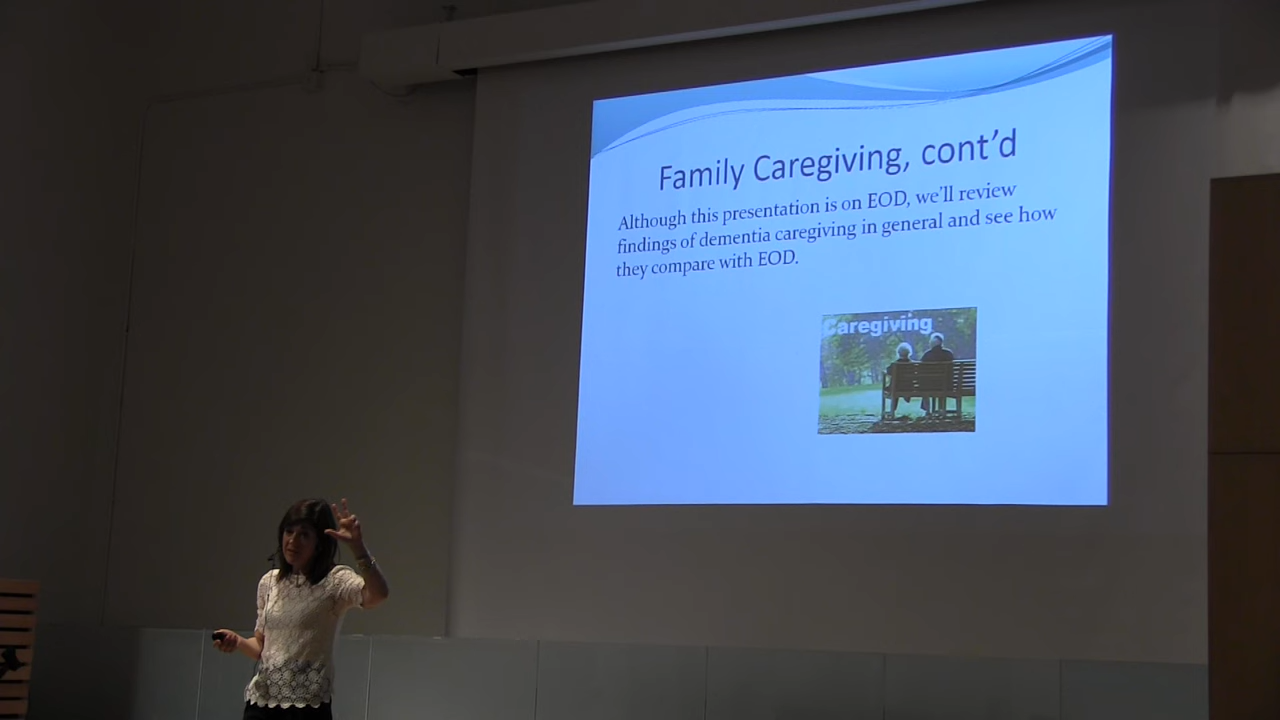 Family Caregiving, cont'd
Although this presentation is on EOD, we'll review
findings of dementia caregiving in general and see how
they compare with EOD.
Caregiving